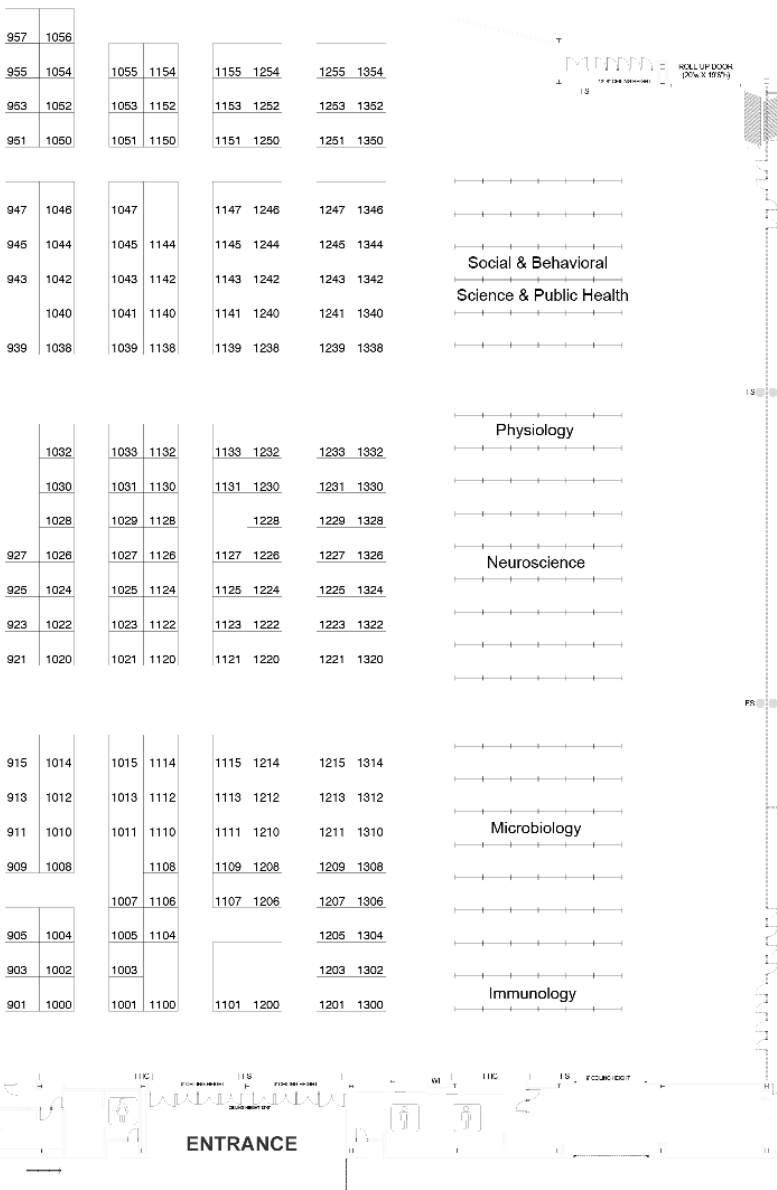 957 1056
955 1054 1055 1154 1155 1254 1255 1354
ROLL UP DOOR
(20'w X 19'5"h)
953 1052 1053 1152 1153 1252 1253 1352
951 1050 1051 1150 1151 1250 1251 1350
947 1046 1047 1147 1246 1247 1346
945 1044 1045 1144 1145 1244 1245 1344
Social & Behavioral
943 1042 1043 1142 1143 1242 1243 1342
Science & Public Health
1040 1041 1140 1141 1240 1241 1340
939 1038 1039 1138 1139 1238 1239 1338
Physiology
1032 1033 1132 1133 1232 1233 1332
1030 1031 1130 1131 1230 1231 1330
1028 1029 1128 1228 1229 1328
927 1026 1027 1126 1127 1226 1227 1326
Neuroscience
925 1024 1025 1124 1125 1224 1225 1324
923 1022 1023 1122 1123 1222 1223 1322
921 1020 1021 1120 1121 1220 1221 1320
915 1014 1015 1114 1115 1214 1215 1314
913 1012 1013 1112 1113 1212 1213 1312
911 1010 1011 1110 1111 1210 1211 1310
Microbiology
909 1008 1108 1109 1208 1209 1308
1007 1106 1107 1206 1207 1306
905 1004 1005 1104 1205 1304
903 1002 1003 1203 1302
Immunology
901 1000 1001 1100 1101 1200 1201 1300
ENTRANCE